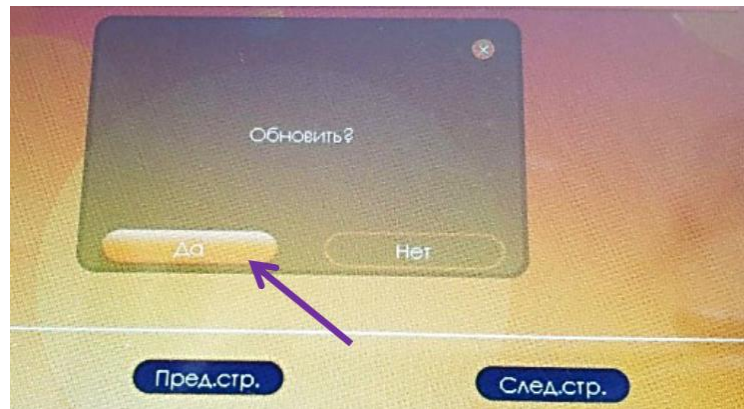 Обновить?
Да
Нет
Пред.стр.
След.стр.